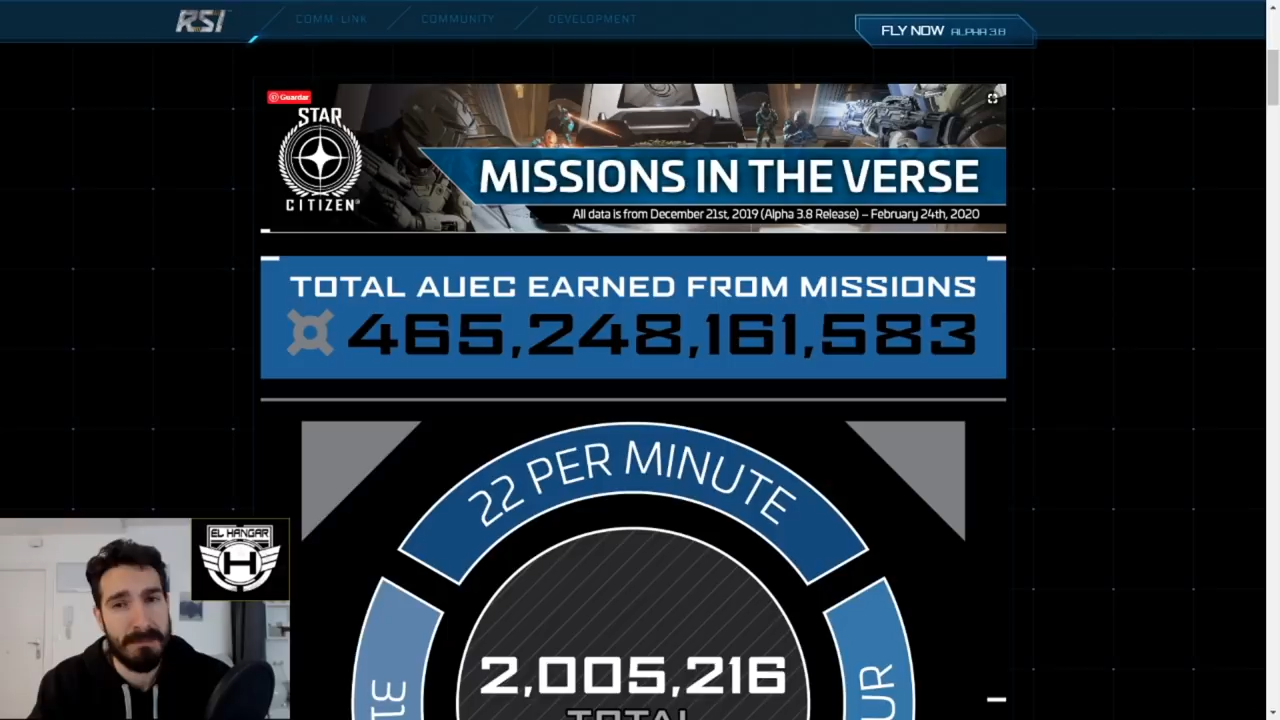 RSI
COMM-LINK
COMMUNITY
DEVELOPMENT
FLY NOW ALPHA 3.8
Guardar
STAR
CITIZEN®
MISSIONS IN THE VERSE
All data is from December 21st, 2019 (Alpha 3.8 Release) – February 24th, 2020
TOTAL AUEC EARNED FROM MISSIONS
465,248,161,583
22 PER MINUTE
2,005,216
TOTAL
EL HANGAR
H